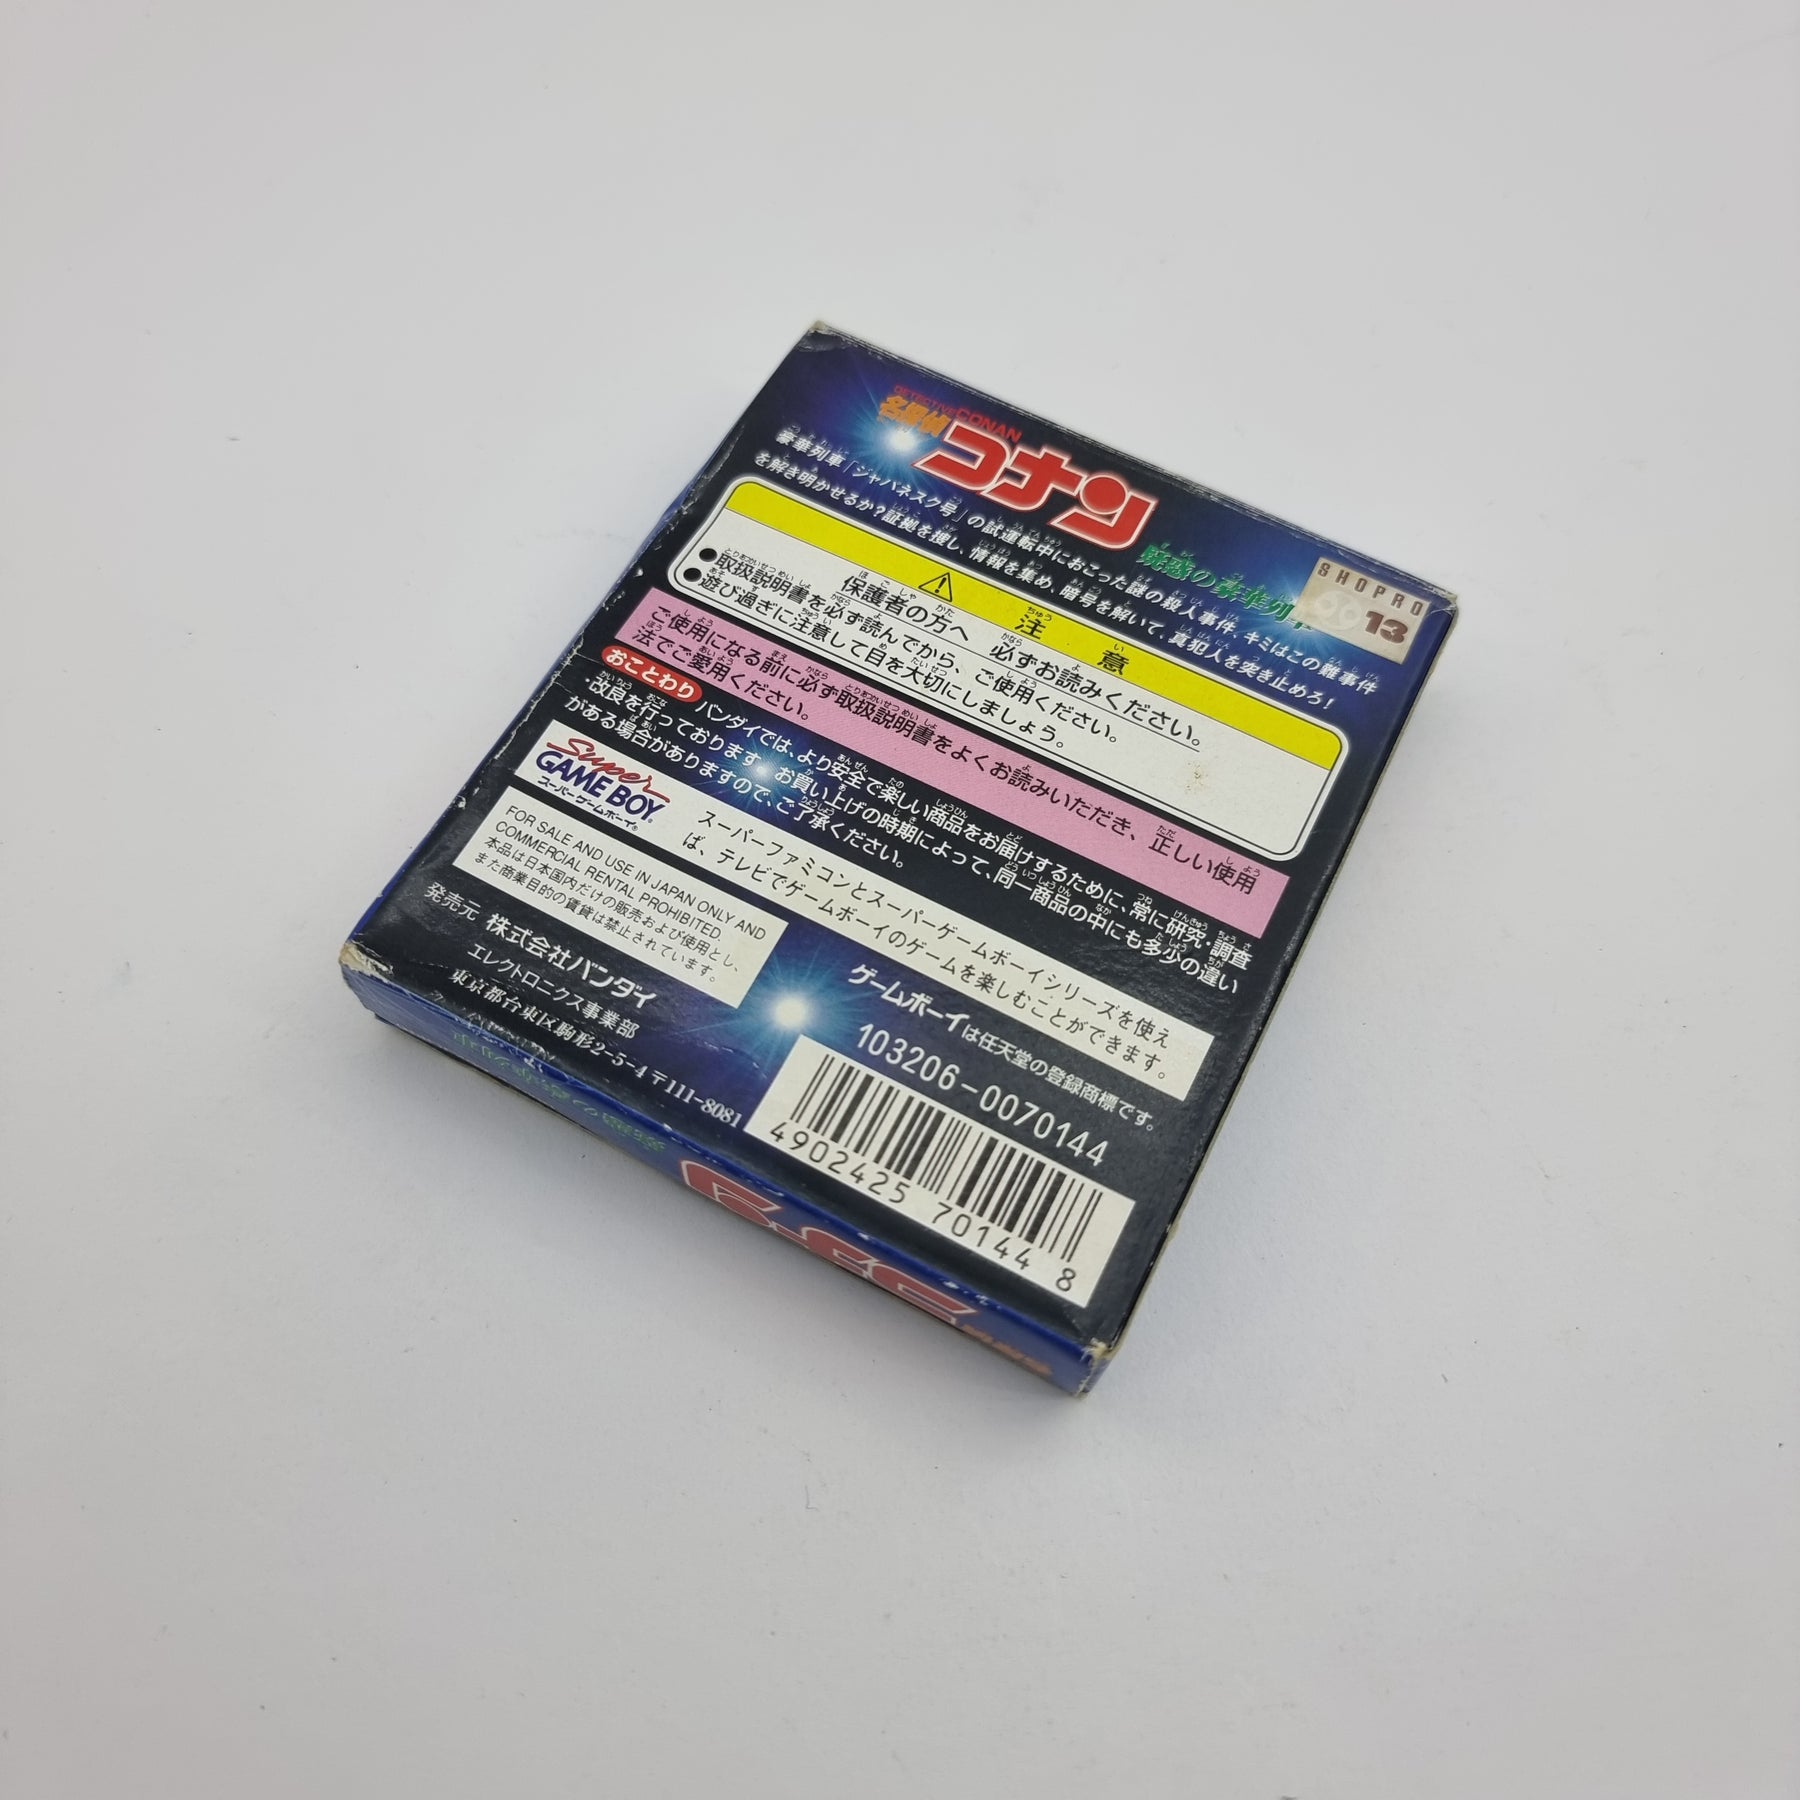 DETECTIVE CONAN
名探偵
コナン
疑惑の豪華列車
SHOPRO
13
豪華列車「ジャパネスク号」の試運転中におこった謎の殺人事件、キミはこの難事件
を解き明かせるか?証拠を捜し、情報を集め、暗号を解いて、真犯人を突き止めろ!
注意
保護者の方へ 必ずお読みください。
●取扱説明書を必ず読んでから、ご使用ください。
●遊び過ぎに注意して目を大切にしましょう。
ご使用になる前に必ず取扱説明書をよくお読みいただき、正しい使用
法でご愛用ください。
おことわり バンダイでは、より安全で楽しい商品をお届けするために、常に研究・調査
・改良を行っております。お買い上げの時期によって、同一商品の中にも多少の違い
がある場合がありますので、ご了承ください。
Super
GAME BOY
スーパーゲームボーイ®
スーパーファミコンとスーパーゲームボーイシリーズを使え
ば、テレビでゲームボーイのゲームを楽しむことができます。
FOR SALE AND USE IN JAPAN ONLY AND
COMMERCIAL RENTAL PROHIBITED.
本品は日本国内だけの販売および使用とし、
また商業目的の賃貸は禁止されています。
ゲームボーイは任天堂の登録商標です。
103206-0070144
発売元 株式会社バンダイ
エレクトロニクス事業部
東京都台東区駒形2-5-4 〒111-8081
4902425 701448
コナン